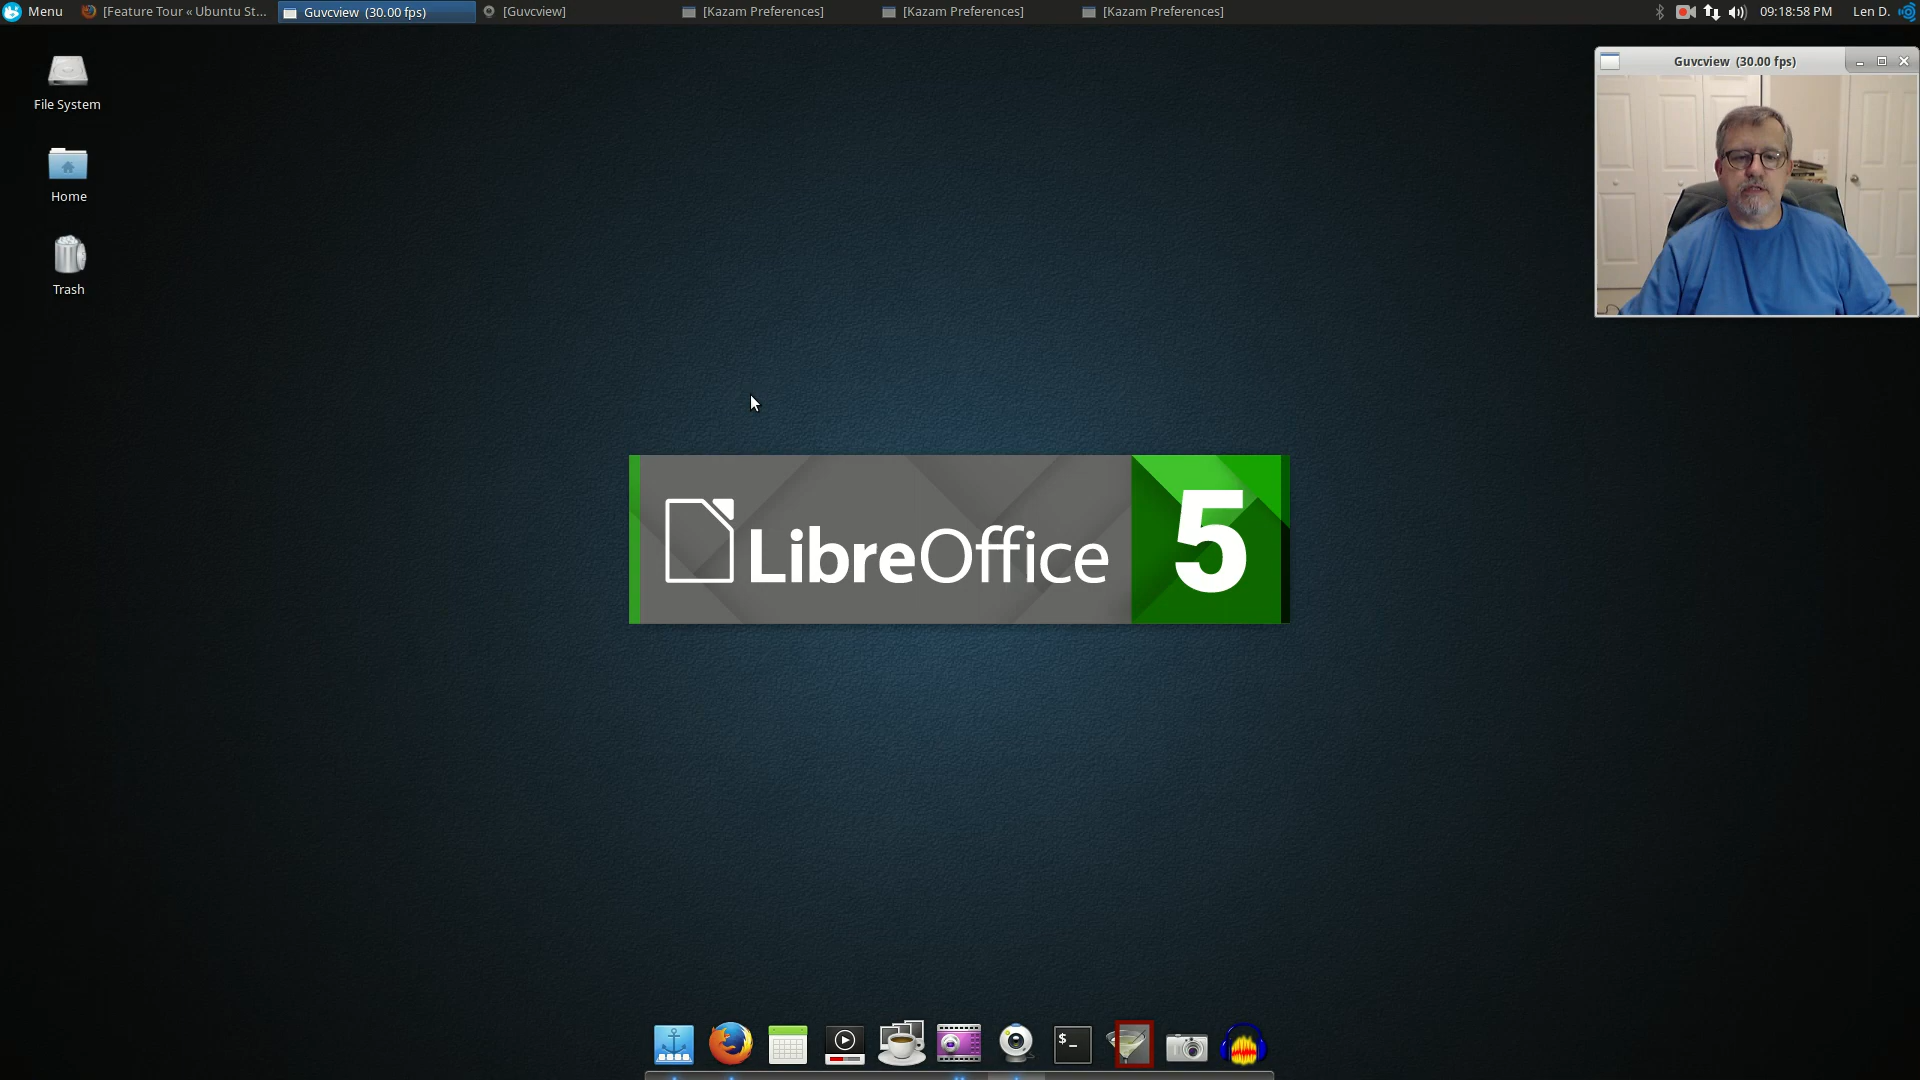 Menu
[Feature Tour « Ubuntu St...
Guvcview (30.00 fps)
[Guvcview]
[Kazam Preferences]
[Kazam Preferences]
[Kazam Preferences]
09:18:58 PM
Len D.
File System
Home
Trash
Guvcview (30.00 fps)
LibreOffice 5
$_